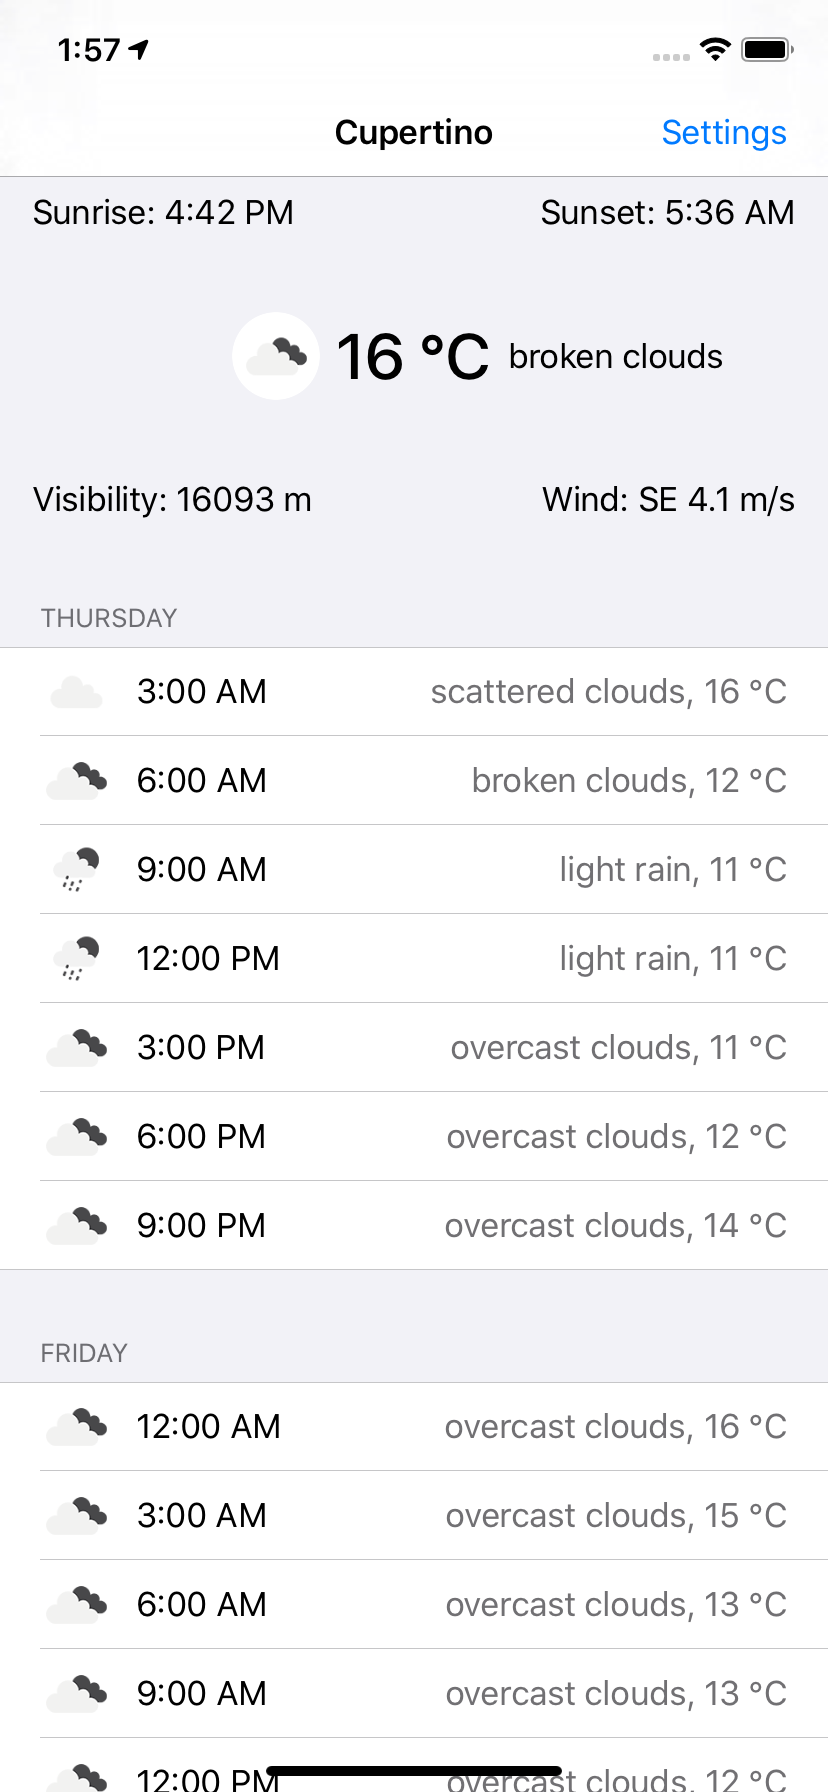 1:57
Cupertino Settings
Sunrise: 4:42 PM Sunset: 5:36 AM
16 °C broken clouds
Visibility: 16093 m Wind: SE 4.1 m/s
THURSDAY
3:00 AM scattered clouds, 16 °C
6:00 AM broken clouds, 12 °C
9:00 AM light rain, 11 °C
12:00 PM light rain, 11 °C
3:00 PM overcast clouds, 11 °C
6:00 PM overcast clouds, 12 °C
9:00 PM overcast clouds, 14 °C
FRIDAY
12:00 AM overcast clouds, 16 °C
3:00 AM overcast clouds, 15 °C
6:00 AM overcast clouds, 13 °C
9:00 AM overcast clouds, 13 °C
12:00 PM overcast clouds, 12 °C